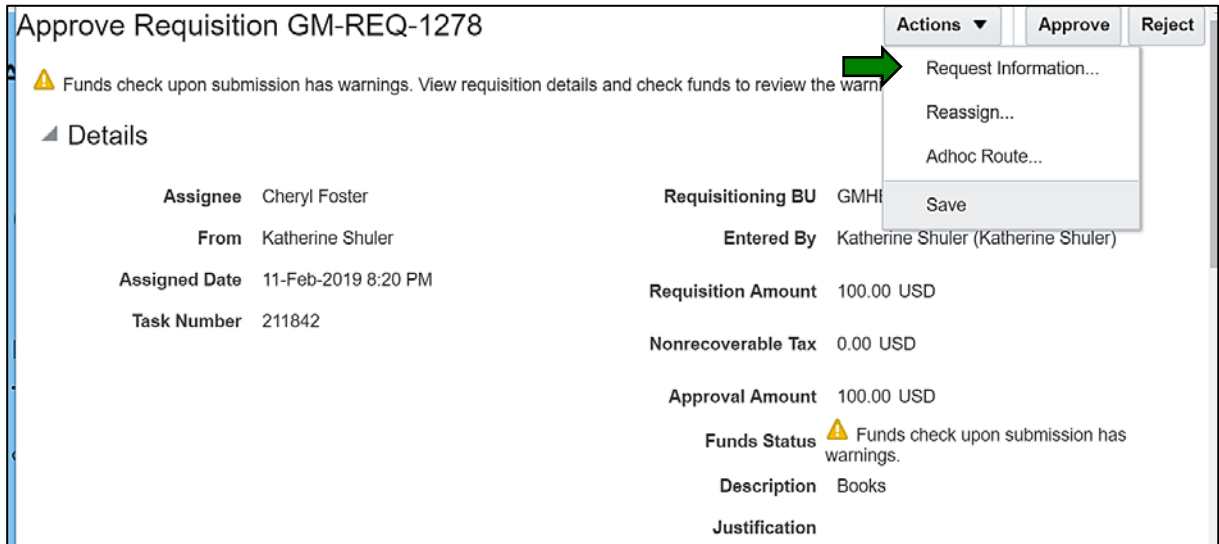 Approve Requisition GM-REQ-1278
Actions ▼ Approve Reject
Request Information...
Reassign...
Adhoc Route...
Save
Funds check upon submission has warnings. View requisition details and check funds to review the
Details
Assignee Cheryl Foster
From Katherine Shuler
Assigned Date 11-Feb-2019 8:20 PM
Task Number 211842
Requisitioning BU
Entered By Katherine Shuler (Katherine Shuler)
Requisition Amount 100.00 USD
Nonrecoverable Tax 0.00 USD
Approval Amount 100.00 USD
Funds Status Funds check upon submission has
warnings.
Description Books
Justification